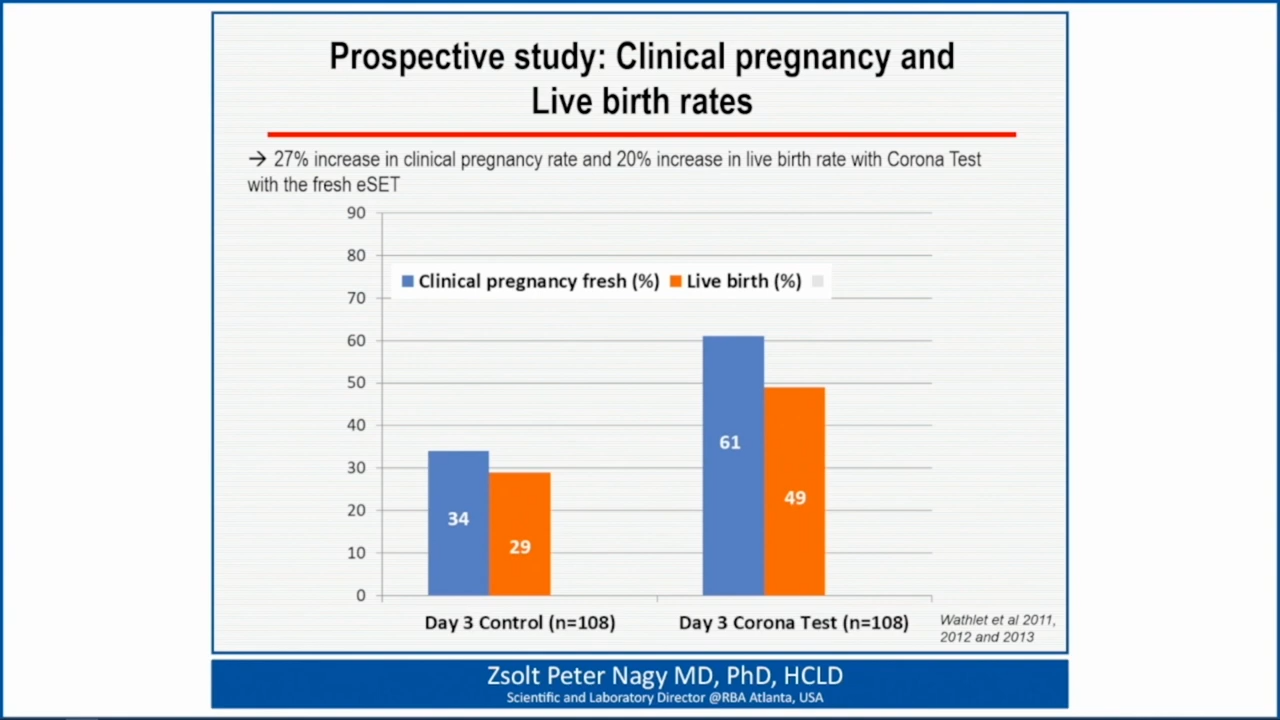 Prospective study: Clinical pregnancy and
Live birth rates
→ 27% increase in clinical pregnancy rate and 20% increase in live birth rate with Corona Test
with the fresh eSET
90
80
Clinical pregnancy fresh (%) Live birth (%)
70
60
50
40
30
20
10
0
34
29
61
49
Day 3 Control (n=108) Day 3 Corona Test (n=108)
Wathlet et al 2011,
2012 and 2013
Zsolt Peter Nagy MD, PhD, HCLD
Scientific and Laboratory Director @RBA Atlanta, USA